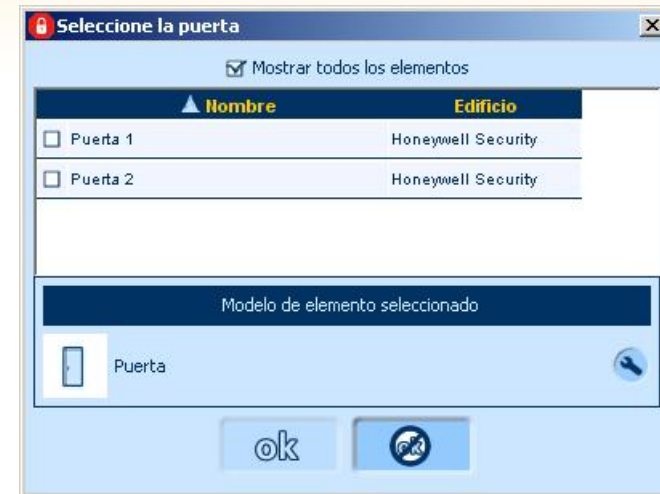 Seleccione la puerta
Mostrar todos los elementos
Nombre Edificio
Puerta 1 Honeywell Security
Puerta 2 Honeywell Security
Modelo de elemento seleccionado
Puerta
ok ok